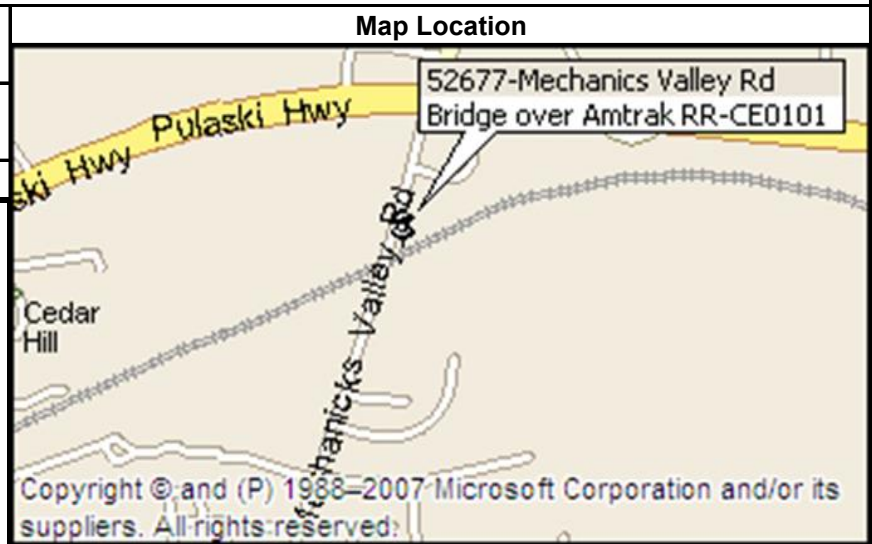 Map Location
52677-Mechanics Valley Rd
Bridge over Amtrak RR-CE0101
Pulaski Hwy
ski Hwy
Rd
Valley
hanicks
Cedar
Hill
Copyright © and (P) 1988–2007 Microsoft Corporation and/or its
suppliers. All rights reserved.